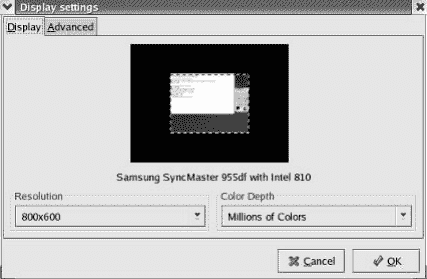 Display settings
Display Advanced
Samsung SyncMaster 955df with Intel 810
Resolution Color Depth
800x600 Millions of Colors
Cancel OK